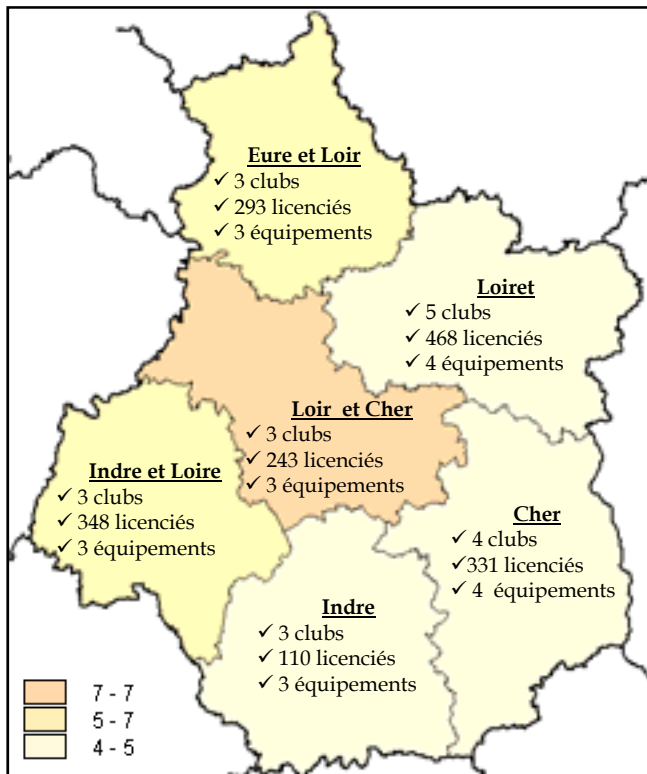 Eure et Loir
✓ 3 clubs
✓ 293 licenciés
✓ 3 équipements
Loiret
✓ 5 clubs
✓ 468 licenciés
✓ 4 équipements
Loir et Cher
✓ 3 clubs
✓ 243 licenciés
✓ 3 équipements
Indre et Loire
✓ 3 clubs
✓ 348 licenciés
✓ 3 équipements
Cher
✓ 4 clubs
✓ 331 licenciés
✓ 4 équipements
Indre
✓ 3 clubs
✓ 110 licenciés
✓ 3 équipements
7 - 7
5 - 7
4 - 5